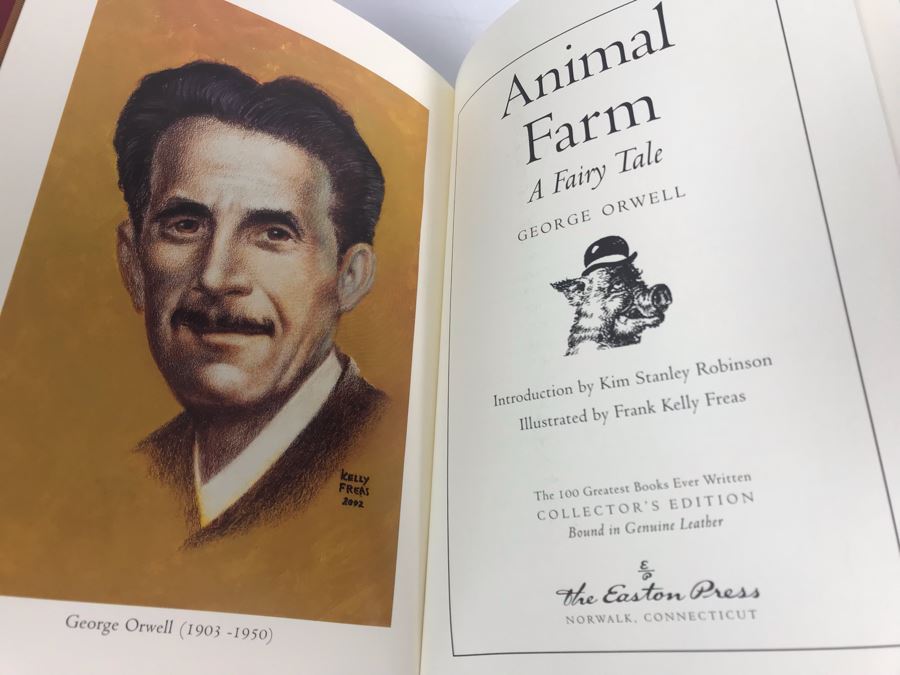 KELLY
FREAS
2002
George Orwell (1903 -1950)
Animal
Farm
A Fairy Tale
GEORGE ORWELL
Introduction by Kim Stanley Robinson
Illustrated by Frank Kelly Freas
The 100 Greatest Books Ever Written
COLLECTOR'S EDITION
Bound in Genuine Leather
E/P
the Easton Press
NORWALK, CONNECTICUT